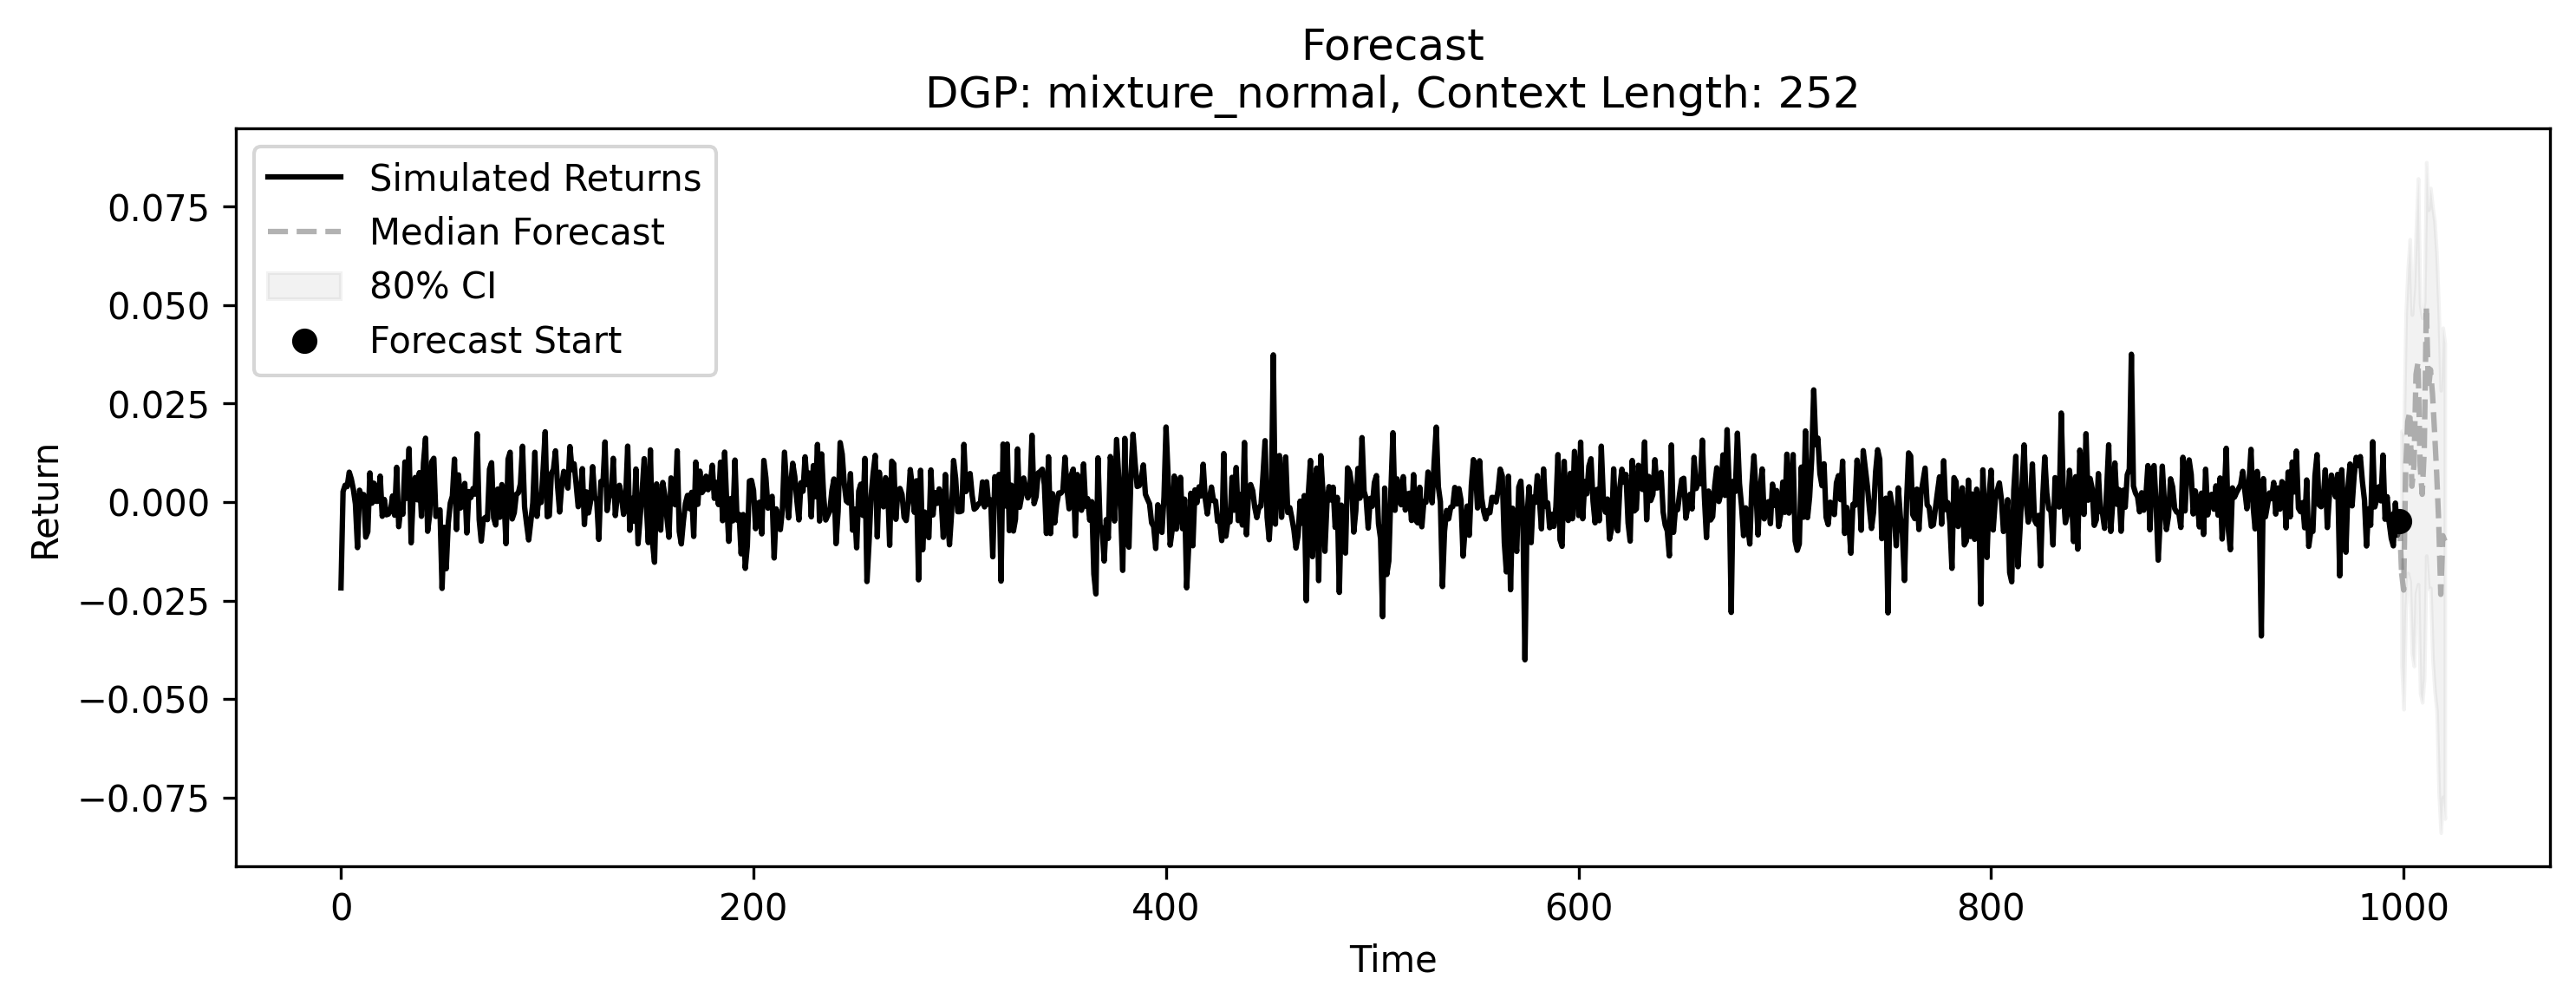 Forecast
DGP: mixture_normal, Context Length: 252
Simulated Returns
Median Forecast
80% CI
Forecast Start
Return
0.075
0.050
0.025
0.000
−0.025
−0.050
−0.075
0
200
400
600
800
1000
Time